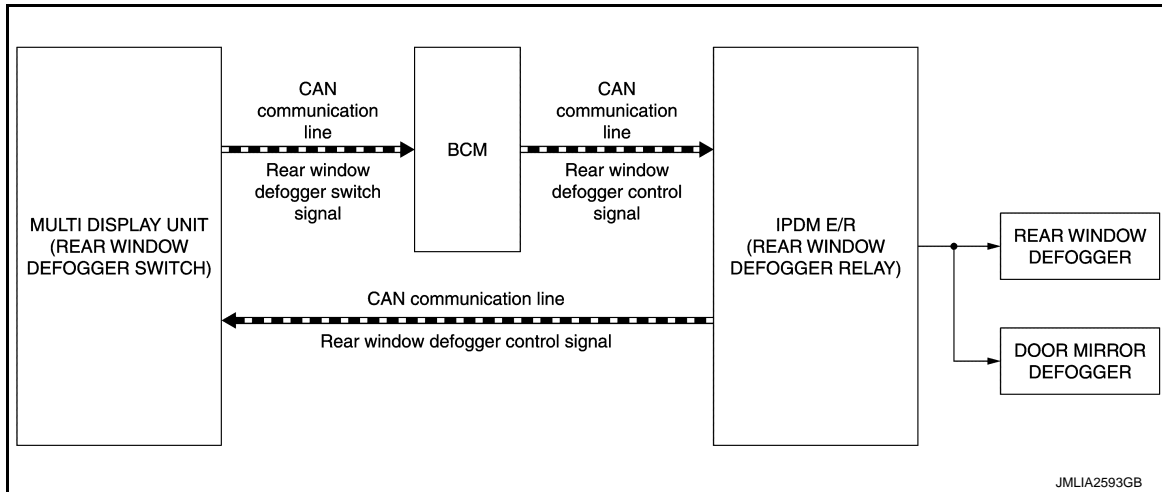 MULTI DISPLAY UNIT
(REAR WINDOW
DEFOGGER SWITCH)
CAN
communication
line
Rear window
defogger switch
signal
BCM
CAN
communication
line
Rear window
defogger control
signal
IPDM E/R
(REAR WINDOW
DEFOGGER RELAY)
REAR WINDOW
DEFOGGER
DOOR MIRROR
DEFOGGER
CAN communication line
Rear window defogger control signal
JMLIA2593GB